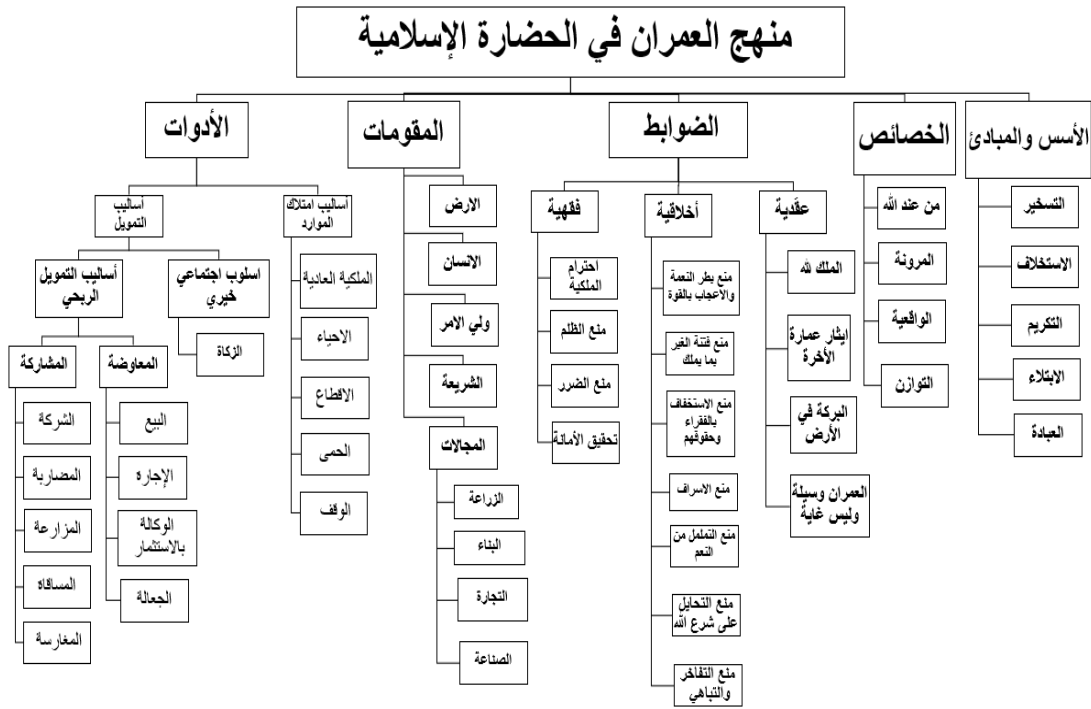 منهج العمران في الحضارة الإسلامية
الأسس والمبادئ
التسخير
الاستخلاف
التكريم
الابتلاء
العبادة
الخصائص
من عند الله
المرونة
الواقعية
التوازن
الضوابط
عقدية
الملك لله
ايثار عمارة
الأخرة
البركة في
الأرض
العمران وسيلة
وليس غاية
أخلاقية
منع بطر النعمة
والاعجاب بالقوة
منع فتنة الغير
بما يملك
منع الاستخفاف
بالفقراء
وحقوقهم
منع الاسراف
منع التململ من
النعم
منع التحايل
على شرع الله
منع التفاخر
والتباهي
فقهية
احترام
الملكية
منع الظلم
منع الضرر
تحقيق الأمانة
المقومات
الارض
الانسان
ولي الامر
الشريعة
المجالات
الزراعة
البناء
التجارة
الصناعة
الأدوات
أساليب امتلاك
الموارد
الملكية العادية
الاحياء
الاقطاع
الحمى
الوقف
أساليب
التمويل
اسلوب اجتماعي
خيري
الزكاة
أساليب التمويل
الربحي
المعاوضة
البيع
الإجاره
الوكالة
بالاستثمار
الجعالة
المشاركة
الشركة
المضاربة
المزارعة
المساقاه
المغارسة